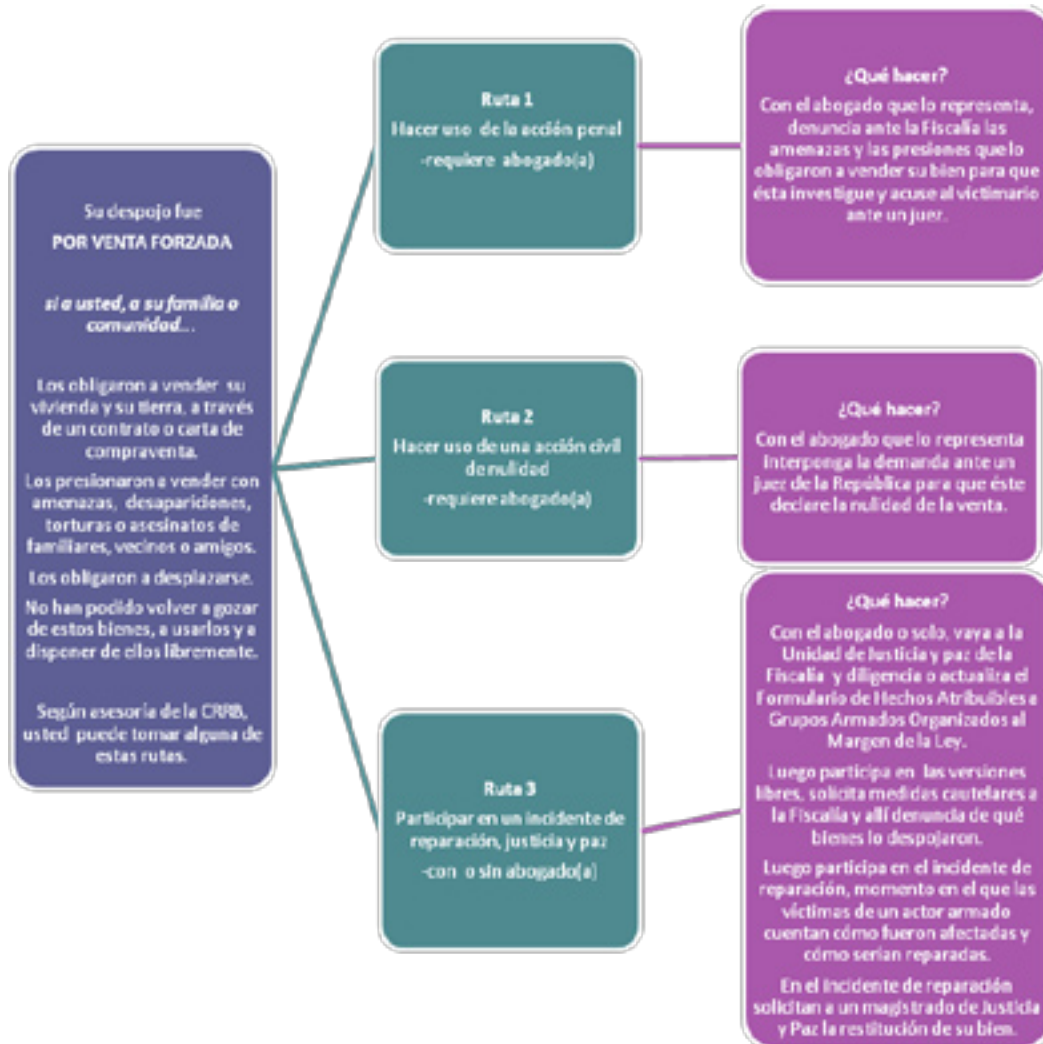 Su despojo fue
POR VENTA FORZADA
si a usted, a su familia o
comunidad...
Los obligaron a vender su
vivienda y su tierra, a través
de un contrato o carta de
compraventa.
Los presionaron a vender con
amenazas, desapariciones,
torturas o asesinatos de
familiares, vecinos o amigos.
Los obligaron a desplazarse.
No han podido volver a gozar
de estos bienes, a usarlos y a
disponer de ellos libremente.
Según asesoría de la CRRB,
usted puede tomar alguna de
estas rutas.
Ruta 1
Hacer uso de la acción penal
-requiere abogado(a)
¿Qué hacer?
Con el abogado que lo representa,
denuncia ante la Fiscalía las
amenazas y las presiones que lo
obligaron a vender su bien para que
ésta investigue y acuse al victimario
ante un juez.
Ruta 2
Hacer uso de una acción civil
de nulidad
-requiere abogado(a)
¿Qué hacer?
Con el abogado que lo representa
interponga la demanda ante un
juez de la República para que éste
declare la nulidad de la venta.
Ruta 3
Participar en un incidente de
reparación, justicia y paz
-con o sin abogado(a)
¿Qué hacer?
Con el abogado o solo, vaya a la
Unidad de Justicia y paz de la
Fiscalía y diligencia o actualiza el
Formulario de Hechos Atribuibles a
Grupos Armados Organizados al
Margen de la Ley.
Luego participa en las versiones
libres, solicita medidas cautelares a
la Fiscalía y allí denuncia de qué
bienes lo despojaron.
Luego participa en el incidente de
reparación, momento en el que las
víctimas de un actor armado
cuentan cómo fueron afectadas y
cómo serían reparadas.
En el incidente de reparación
solicitan a un magistrado de Justicia
y Paz la restitución de su bien.